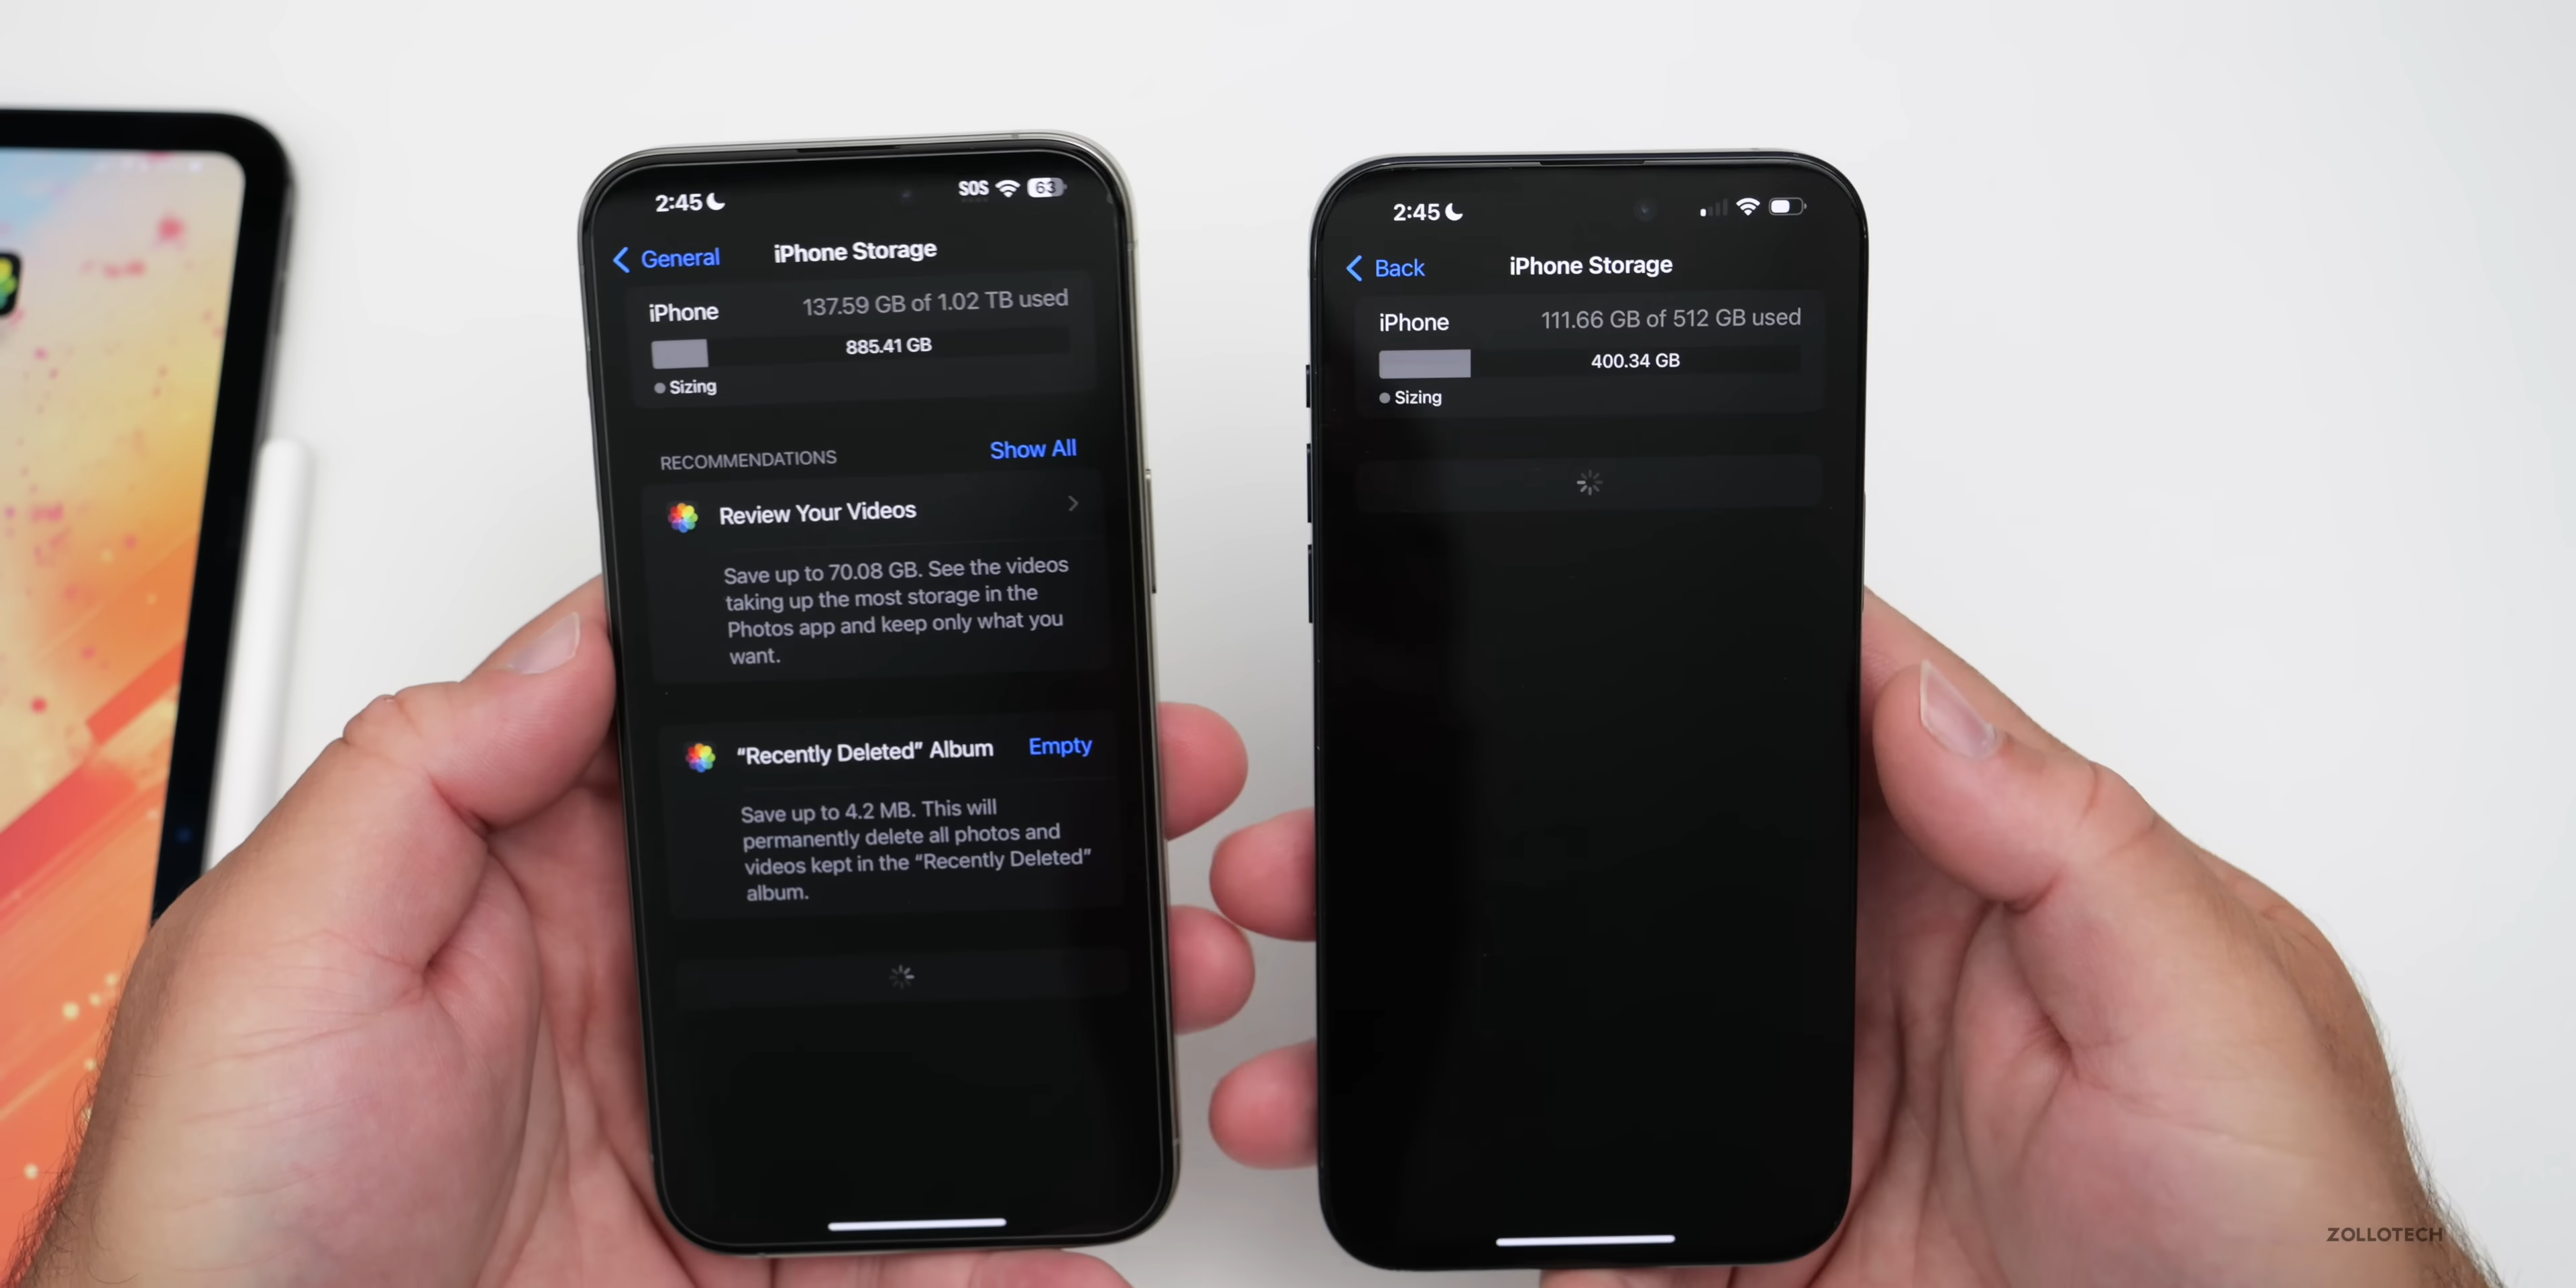 2:45
SOS 63
General
iPhone Storage
iPhone
137.59 GB of 1.02 TB used
885.41 GB
Sizing
RECOMMENDATIONS
Show All
Review Your Videos
Save up to 70.08 GB. See the videos
taking up the most storage in the
Photos app and keep only what you
want.
“Recently Deleted” Album
Empty
Save up to 4.2 MB. This will
permanently delete all photos and
videos kept in the “Recently Deleted”
album.
2:45
Back
iPhone Storage
iPhone
111.66 GB of 512 GB used
400.34 GB
Sizing
ZOLLOTECH